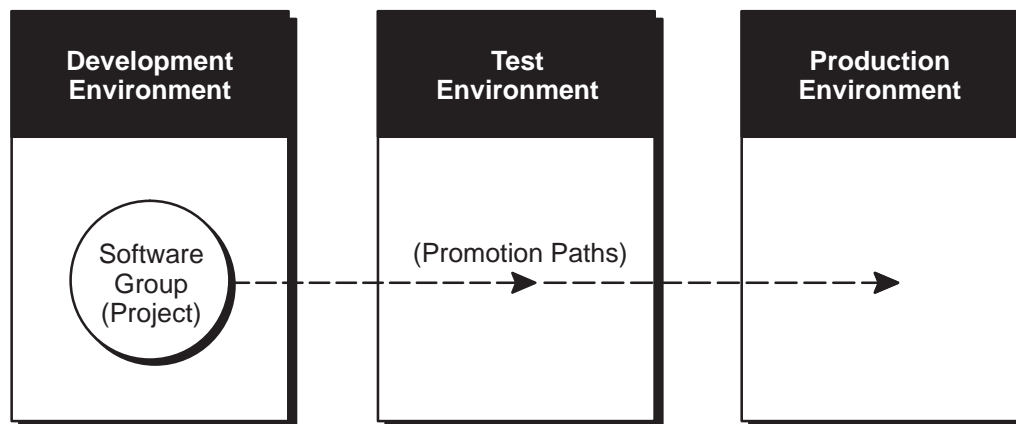 Development
Environment
Test
Environment
Production
Environment
Software
Group
(Project)
(Promotion Paths)